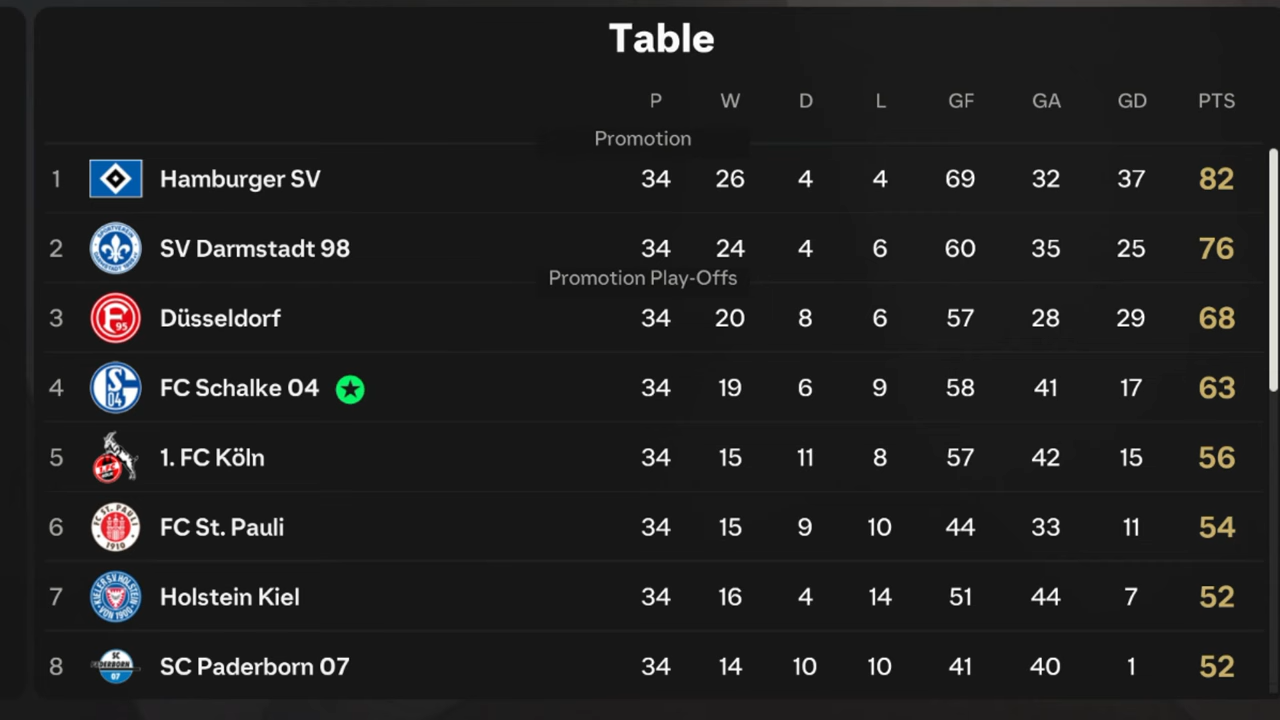 Table
P W D L GF GA GD PTS
Promotion
1 Hamburger SV 34 26 4 4 69 32 37 82
2 SV Darmstadt 98 34 24 4 6 60 35 25 76
Promotion Play-Offs
3 Düsseldorf 34 20 8 6 57 28 29 68
4 FC Schalke 04 34 19 6 9 58 41 17 63
5 1. FC Köln 34 15 11 8 57 42 15 56
6 FC St. Pauli 34 15 9 10 44 33 11 54
7 Holstein Kiel 34 16 4 14 51 44 7 52
8 SC Paderborn 07 34 14 10 10 41 40 1 52